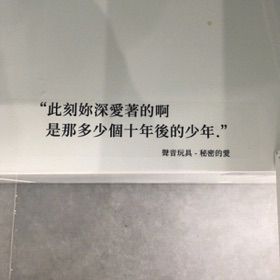 “此刻妳深愛著的啊
是那多少個十年後的少年.”
聲音玩具 - 秘密的愛